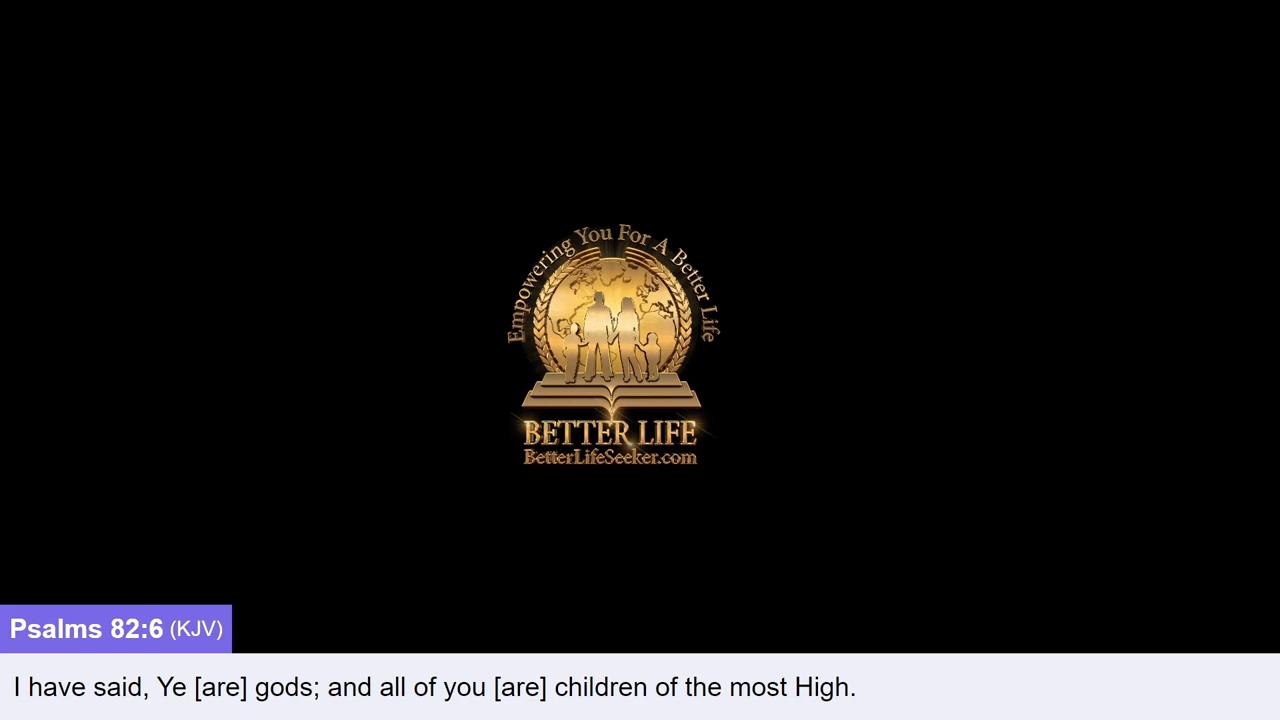 Empowering You For A Better Life
BETTER LIFE
BetterLifeSeeker.com
Psalms 82:6 (KJV)
I have said, Ye [are] gods; and all of you [are] children of the most High.